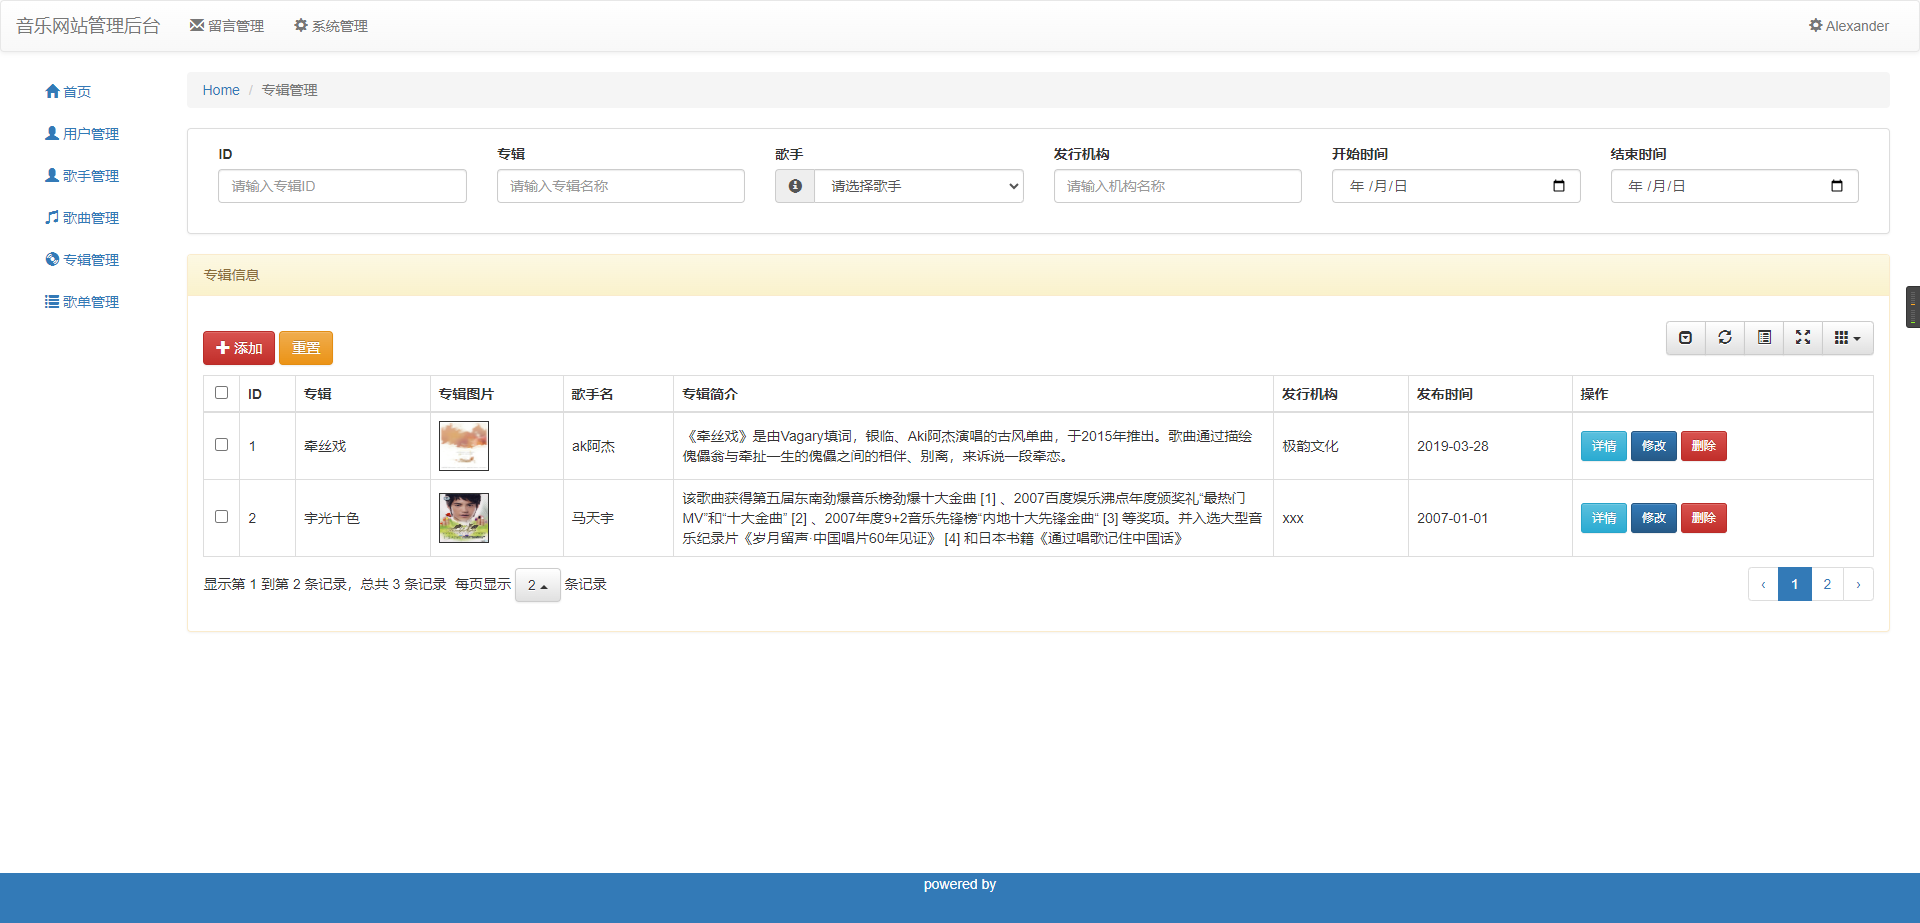 音乐网站管理后台 留言管理 系统管理 Alexander
首页
用户管理
歌手管理
歌曲管理
专辑管理
歌单管理
Home / 专辑管理
ID 专辑 歌手 发行机构 开始时间 结束时间
请输入专辑ID 请输入专辑名称 请选择歌手 请输入机构名称 年 /月/日 年 /月/日
专辑信息
添加 重置
ID 专辑 专辑图片 歌手名 专辑简介 发行机构 发布时间 操作
1 牵丝戏 ak阿杰 《牵丝戏》是由Vagary填词，银临、Aki阿杰演唱的古风单曲，于2015年推出。歌曲通过描绘
傀儡翁与牵扯一生的傀儡之间的相伴、别离，来诉说一段牵恋。 极韵文化 2019-03-28 详情 修改 删除
2 宇光十色 马天宇 该歌曲获得第五届东南劲爆音乐榜劲爆十大金曲 [1] 、2007百度娱乐沸点年度颁奖礼“最热门
MV”和“十大金曲” [2] 、2007年度9+2音乐先锋榜“内地十大先锋金曲“ [3] 等奖项。并入选大型音
乐纪录片《岁月留声·中国唱片60年见证》 [4] 和日本书籍《通过唱歌记住中国话》 xxx 2007-01-01 详情 修改 删除
显示第 1 到第 2 条记录，总共 3 条记录 每页显示 2 条记录 ‹ 1 2 ›
powered by